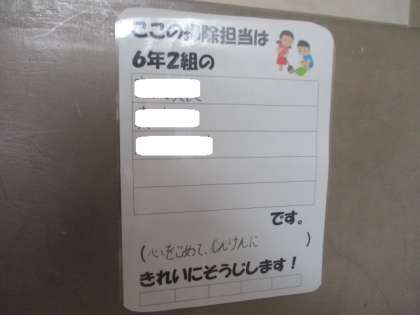 ここの掃除担当は
6年2組の
です。
(心をこめて、しんけんに)
きれいにそうじします!